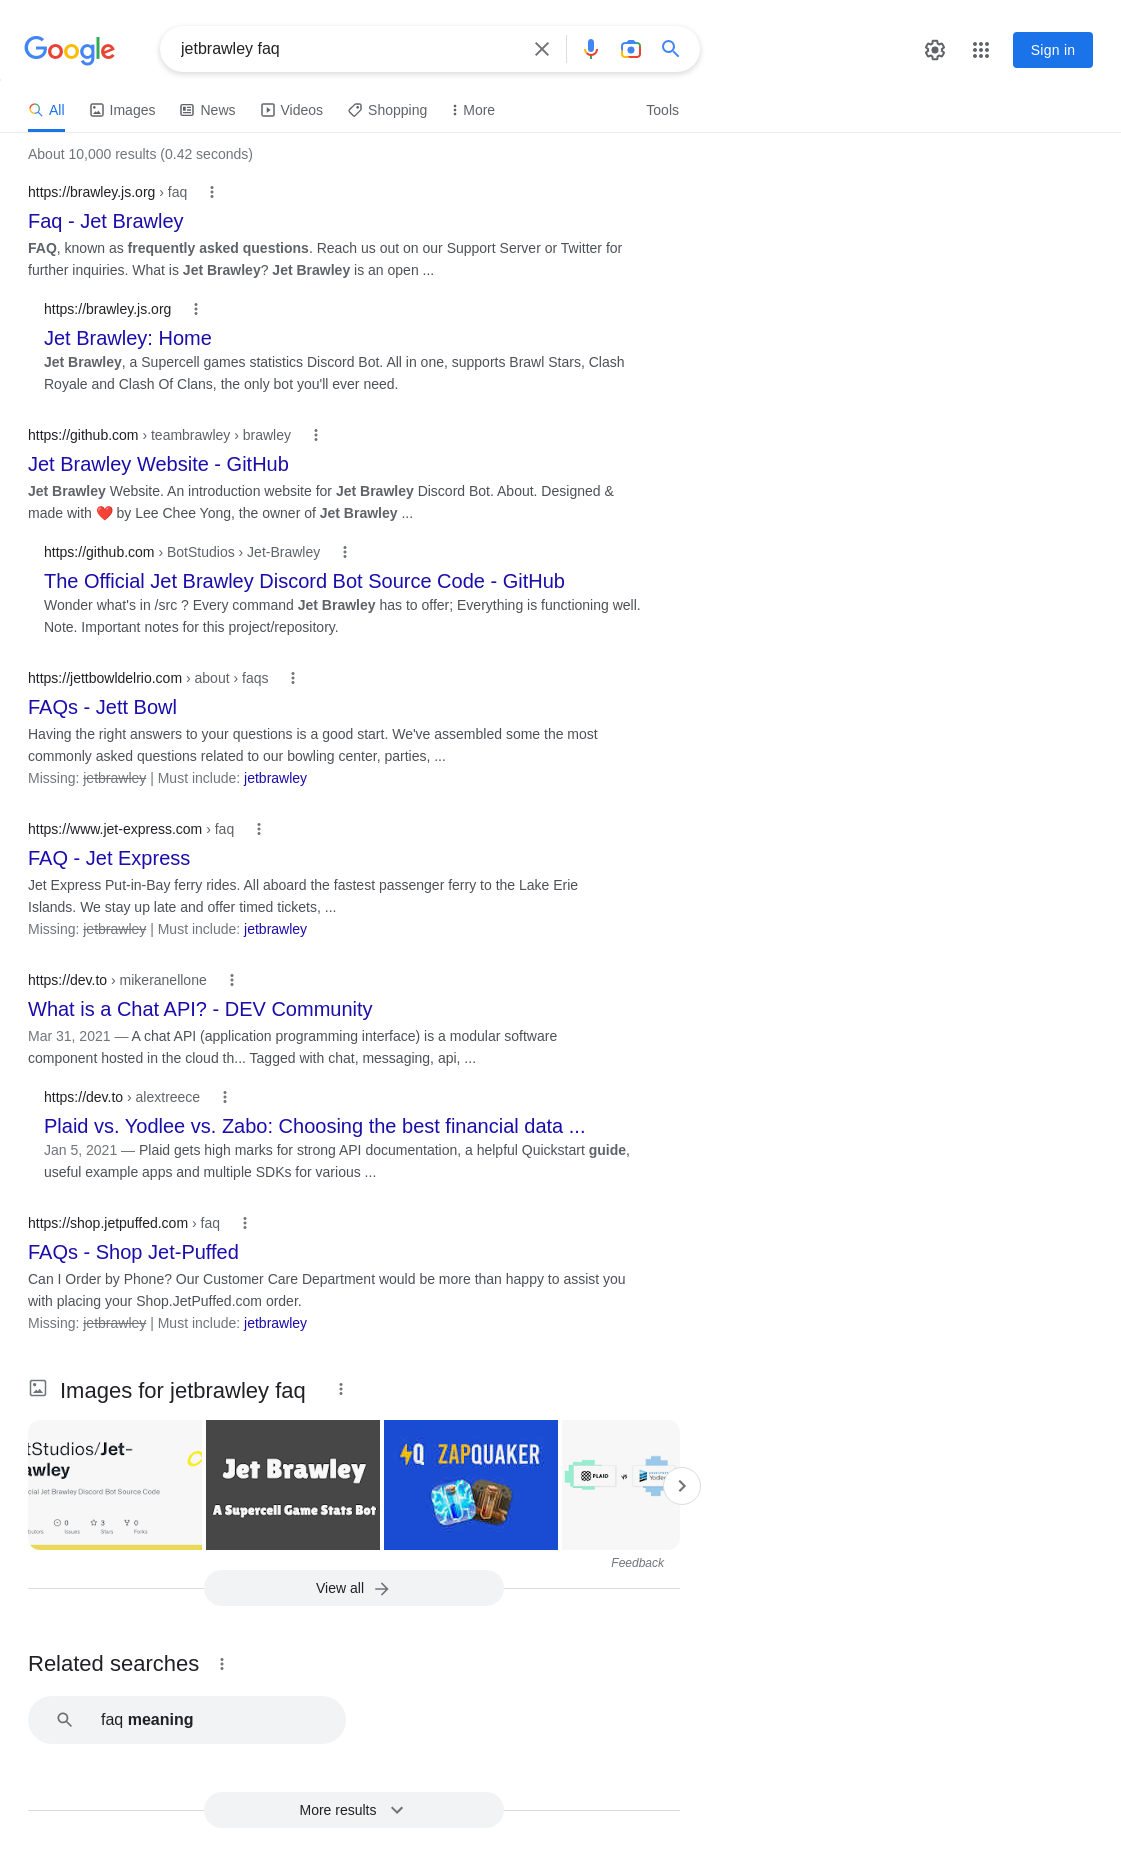 Google
jetbrawley faq
Sign in
All
Images
News
Videos
Shopping
More
Tools
About 10,000 results (0.42 seconds)
https://brawley.js.org › faq
Faq - Jet Brawley
FAQ, known as frequently asked questions. Reach us out on our Support Server or Twitter for
further inquiries. What is Jet Brawley? Jet Brawley is an open ...
https://brawley.js.org
Jet Brawley: Home
Jet Brawley, a Supercell games statistics Discord Bot. All in one, supports Brawl Stars, Clash
Royale and Clash Of Clans, the only bot you'll ever need.
https://github.com › teambrawley › brawley
Jet Brawley Website - GitHub
Jet Brawley Website. An introduction website for Jet Brawley Discord Bot. About. Designed &
made with ❤️ by Lee Chee Yong, the owner of Jet Brawley ...
https://github.com › BotStudios › Jet-Brawley
The Official Jet Brawley Discord Bot Source Code - GitHub
Wonder what's in /src ? Every command Jet Brawley has to offer; Everything is functioning well.
Note. Important notes for this project/repository.
https://jettbowldelrio.com › about › faqs
FAQs - Jett Bowl
Having the right answers to your questions is a good start. We've assembled some the most
commonly asked questions related to our bowling center, parties, ...
Missing: jetbrawley | Must include: jetbrawley
https://www.jet-express.com › faq
FAQ - Jet Express
Jet Express Put-in-Bay ferry rides. All aboard the fastest passenger ferry to the Lake Erie
Islands. We stay up late and offer timed tickets, ...
Missing: jetbrawley | Must include: jetbrawley
https://dev.to › mikeranellone
What is a Chat API? - DEV Community
Mar 31, 2021 — A chat API (application programming interface) is a modular software
component hosted in the cloud th... Tagged with chat, messaging, api, ...
https://dev.to › alextreece
Plaid vs. Yodlee vs. Zabo: Choosing the best financial data ...
Jan 5, 2021 — Plaid gets high marks for strong API documentation, a helpful Quickstart guide,
useful example apps and multiple SDKs for various ...
https://shop.jetpuffed.com › faq
FAQs - Shop Jet-Puffed
Can I Order by Phone? Our Customer Care Department would be more than happy to assist you
with placing your Shop.JetPuffed.com order.
Missing: jetbrawley | Must include: jetbrawley
Images for jetbrawley faq
tStudios/Jet-
awley
cial Jet Brawley Discord Bot Source Code
0 3 0
butors Issues Stars Forks
Jet Brawley
A Supercell Game Stats Bot
Q ZAPQUAKER
PLAID
VS
Feedback
View all
Related searches
faq meaning
More results